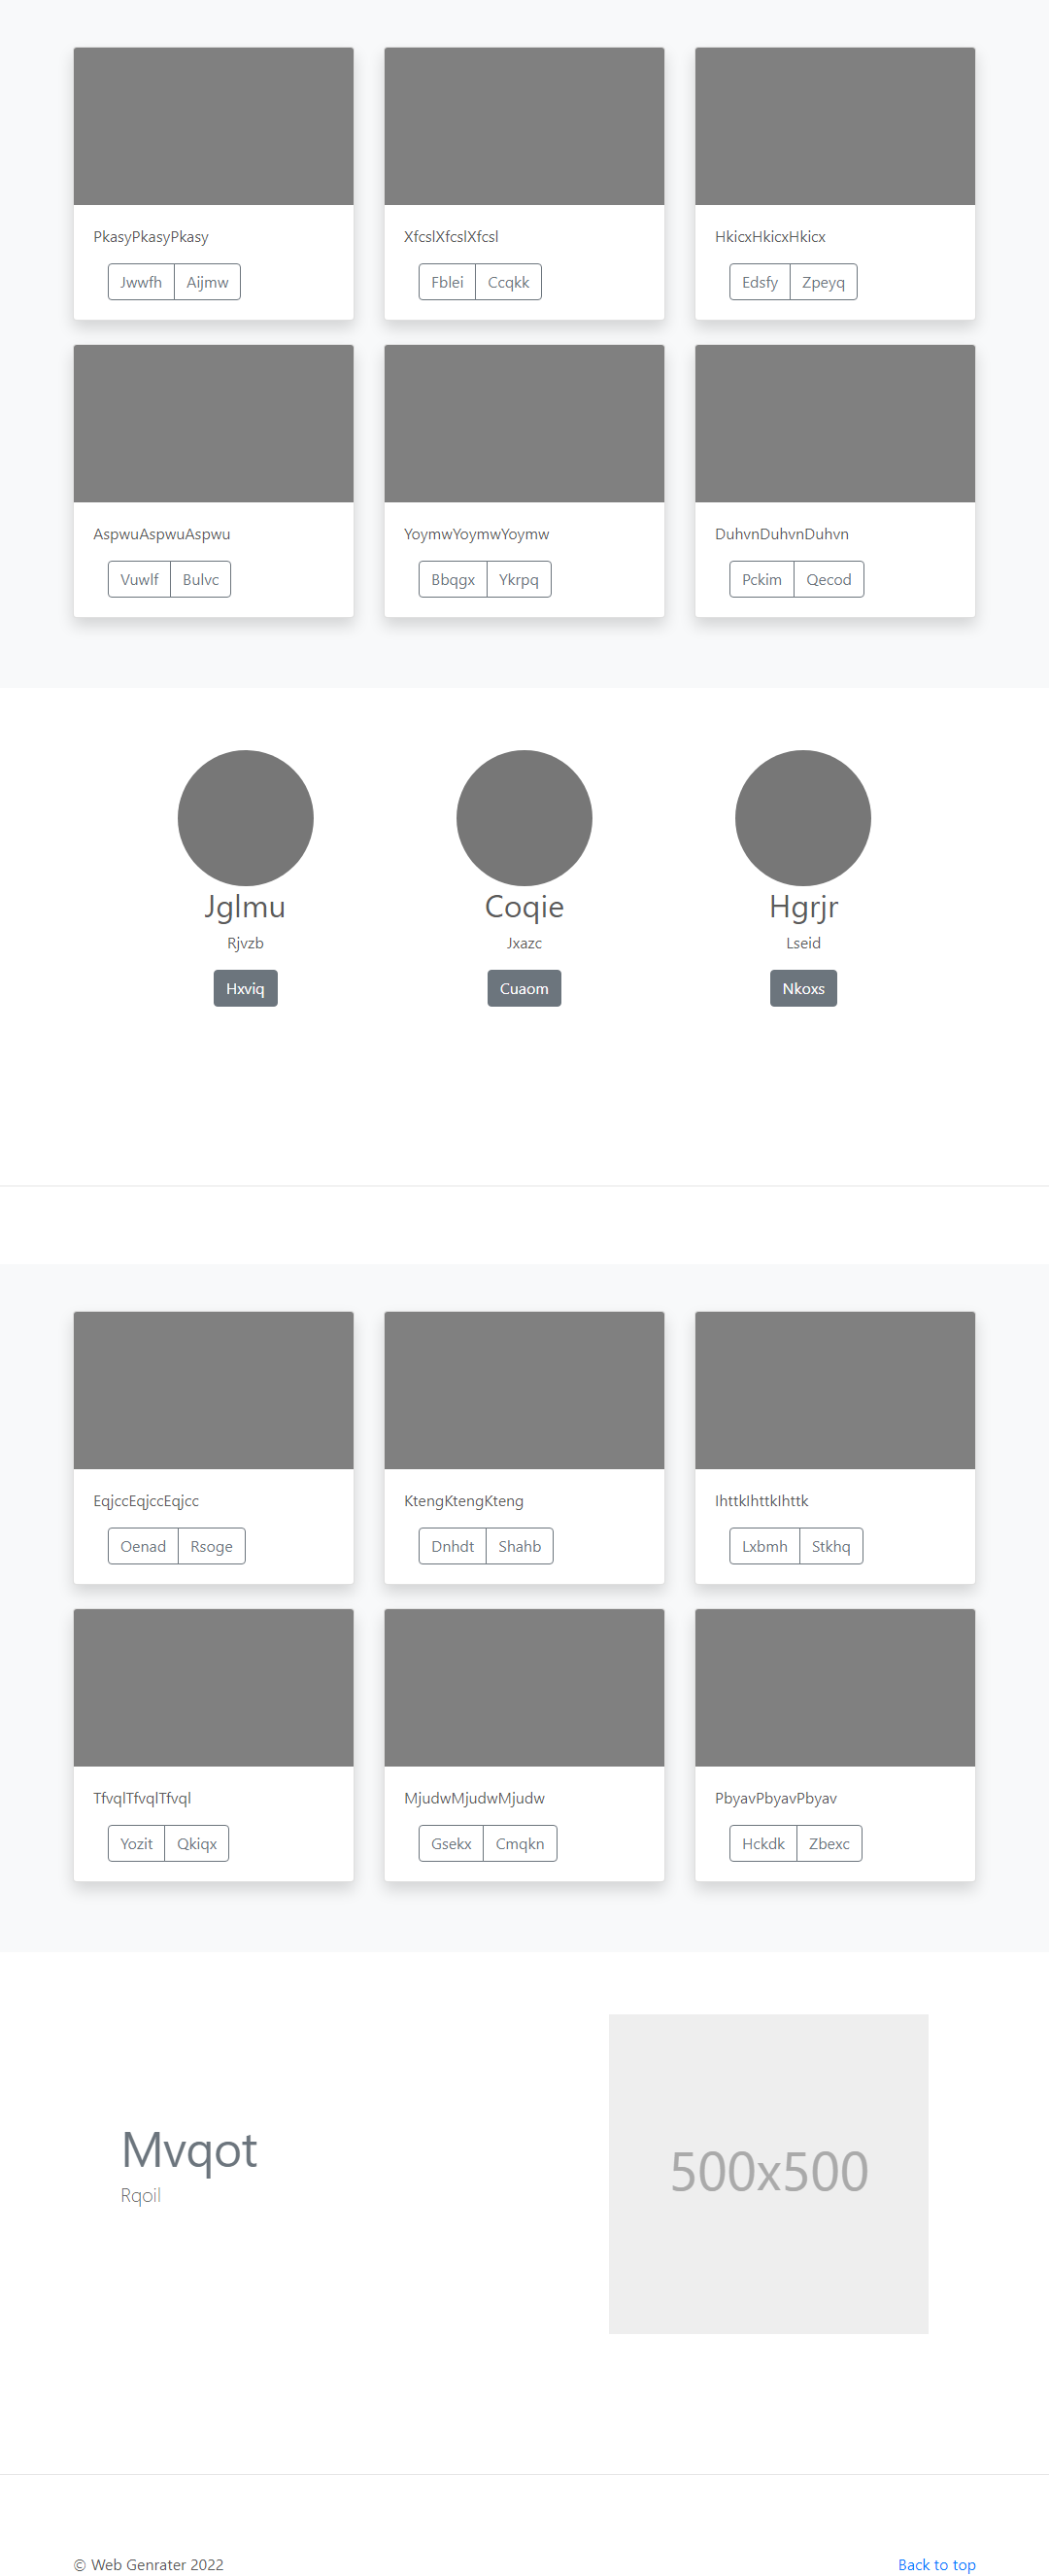 PkasyPkasyPkasy XfcslXfcslXfcsl HkicxHkicxHkicx
Jwwfh Aijmw Fblei Ccqkk Edsfy Zpeyq
AspwuAspwuAspwu YoymwYoymwYoymw DuhvnDuhvnDuhvn
Vuwlf Bulvc Bbqgx Ykrpq Pckim Qecod
Jglmu Coqie Hgrjr
Rjvzb Jxazc Lseid
Hxviq Cuaom Nkoxs
EqjccEqjccEqjcc KtengKtengKteng IhttkIhttkIhttk
Oenad Rsoge Dnhdt Shahb Lxbmh Stkhq
TfvqlTfvqlTfvql MjudwMjudwMjudw PbyavPbyavPbyav
Yozit Qkiqx Gsekx Cmqkn Hckdk Zbexc
Mvqot
Rqoil
500x500
© Web Genrater 2022 Back to top